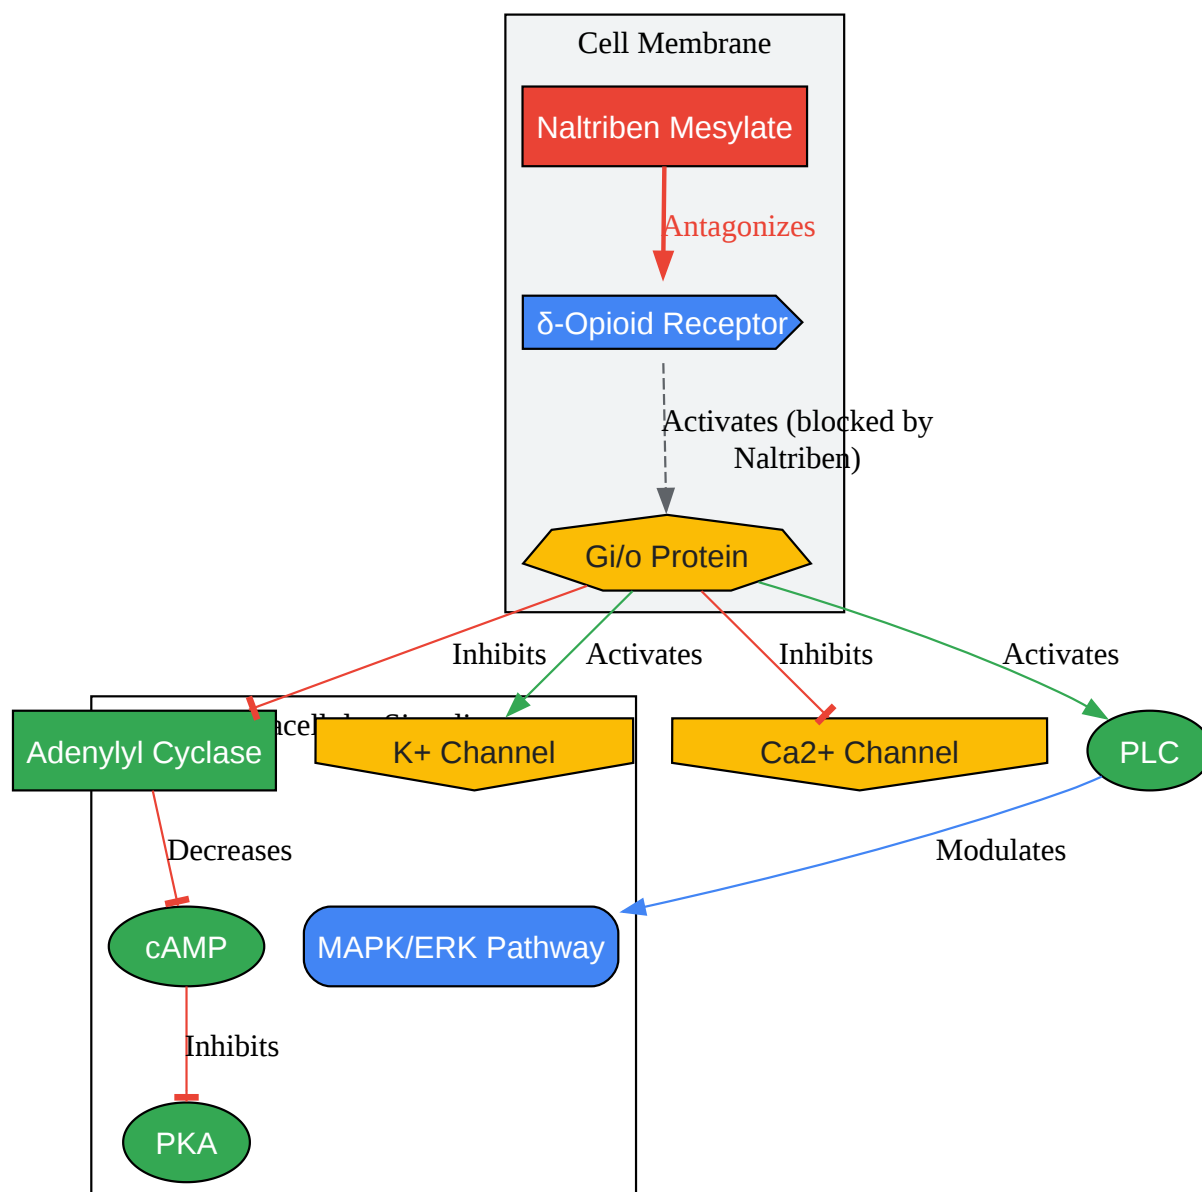 Cell Membrane
Naltriben Mesylate
Antagonizes
δ-Opioid Receptor
Activates (blocked by
Naltriben)
Gi/o Protein
Inhibits
Activates
Inhibits
Activates
Adenylyl Cyclase
K+ Channel
Ca2+ Channel
PLC
Decreases
Modulates
cAMP
MAPK/ERK Pathway
Inhibits
PKA